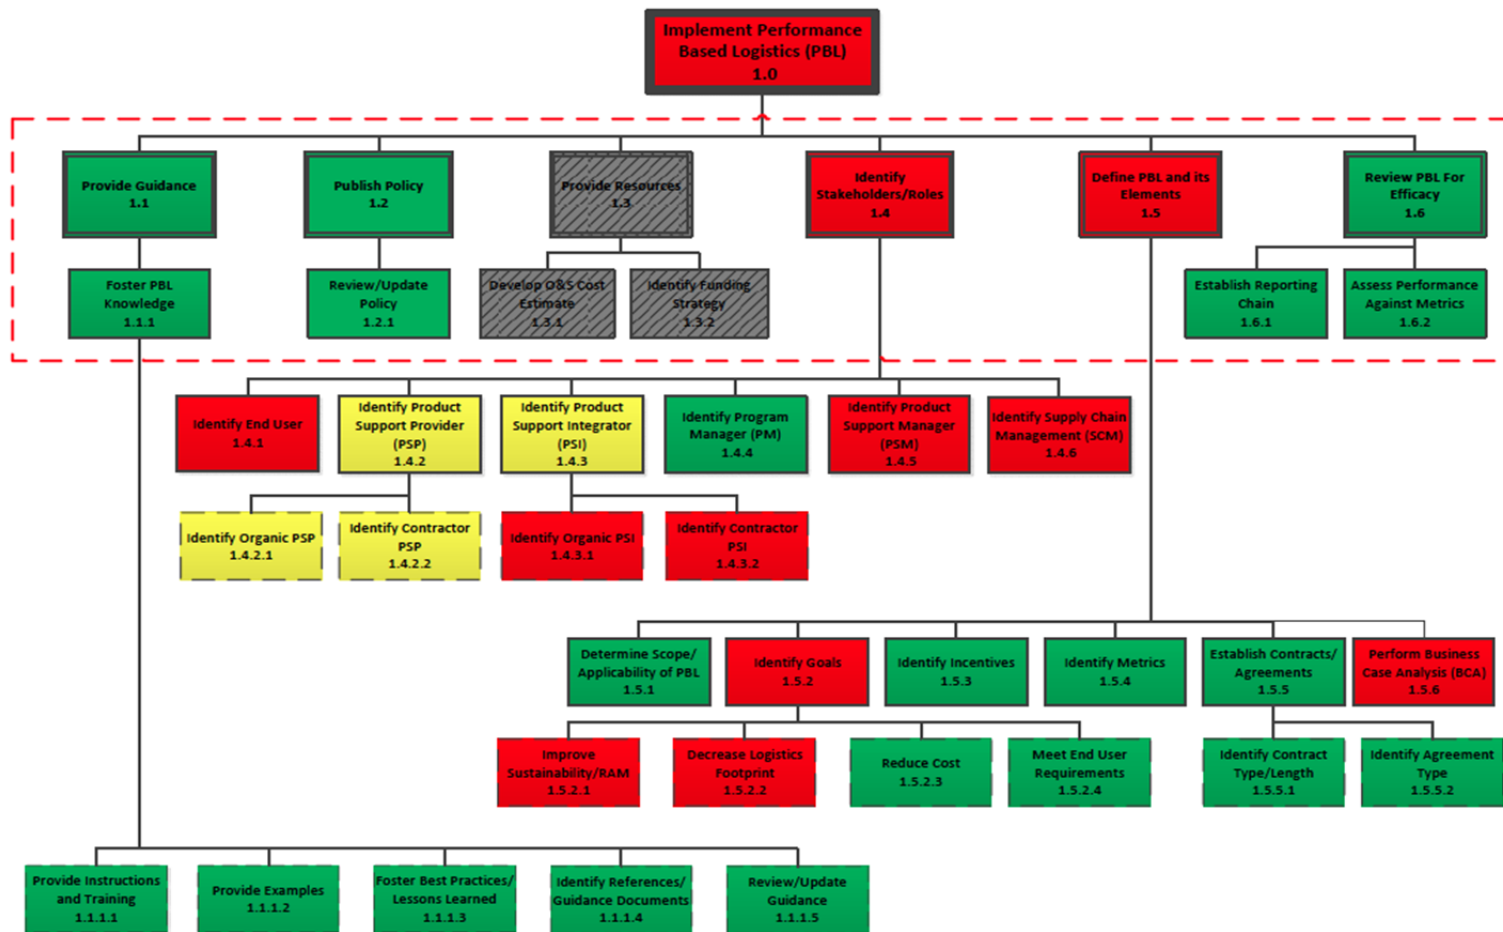 Implement Performance
Based Logistics (PBL)
1.0
Provide Guidance
1.1
Publish Policy
1.2
Provide Resources
1.3
Identify
Stakeholders/Roles
1.4
Define PBL and its
Elements
1.5
Review PBL For
Efficacy
1.6
Foster PBL
Knowledge
1.1.1
Review/Update
Policy
1.2.1
Develop O&S Cost
Estimate
1.3.1
Identify Funding
Strategy
1.3.2
Establish Reporting
Chain
1.6.1
Assess Performance
Against Metrics
1.6.2
Identify End User
1.4.1
Identify Product
Support Provider
(PSP)
1.4.2
Identify Product
Support Integrator
(PSI)
1.4.3
Identify Program
Manager (PM)
1.4.4
Identify Product
Support Manager
(PSM)
1.4.5
Identify Supply Chain
Management (SCM)
1.4.6
Identify Organic PSP
1.4.2.1
Identify Contractor
PSP
1.4.2.2
Identify Organic PSI
1.4.3.1
Identify Contractor
PSI
1.4.3.2
Determine Scope/
Applicability of PBL
1.5.1
Identify Goals
1.5.2
Identify Incentives
1.5.3
Identify Metrics
1.5.4
Establish Contracts/
Agreements
1.5.5
Perform Business
Case Analysis (BCA)
1.5.6
Improve
Sustainability/RAM
1.5.2.1
Decrease Logistics
Footprint
1.5.2.2
Reduce Cost
1.5.2.3
Meet End User
Requirements
1.5.2.4
Identify Contract
Type/Length
1.5.5.1
Identify Agreement
Type
1.5.5.2
Provide Instructions
and Training
1.1.1.1
Provide Examples
1.1.1.2
Foster Best Practices/
Lessons Learned
1.1.1.3
Identify References/
Guidance Documents
1.1.1.4
Review/Update
Guidance
1.1.1.5